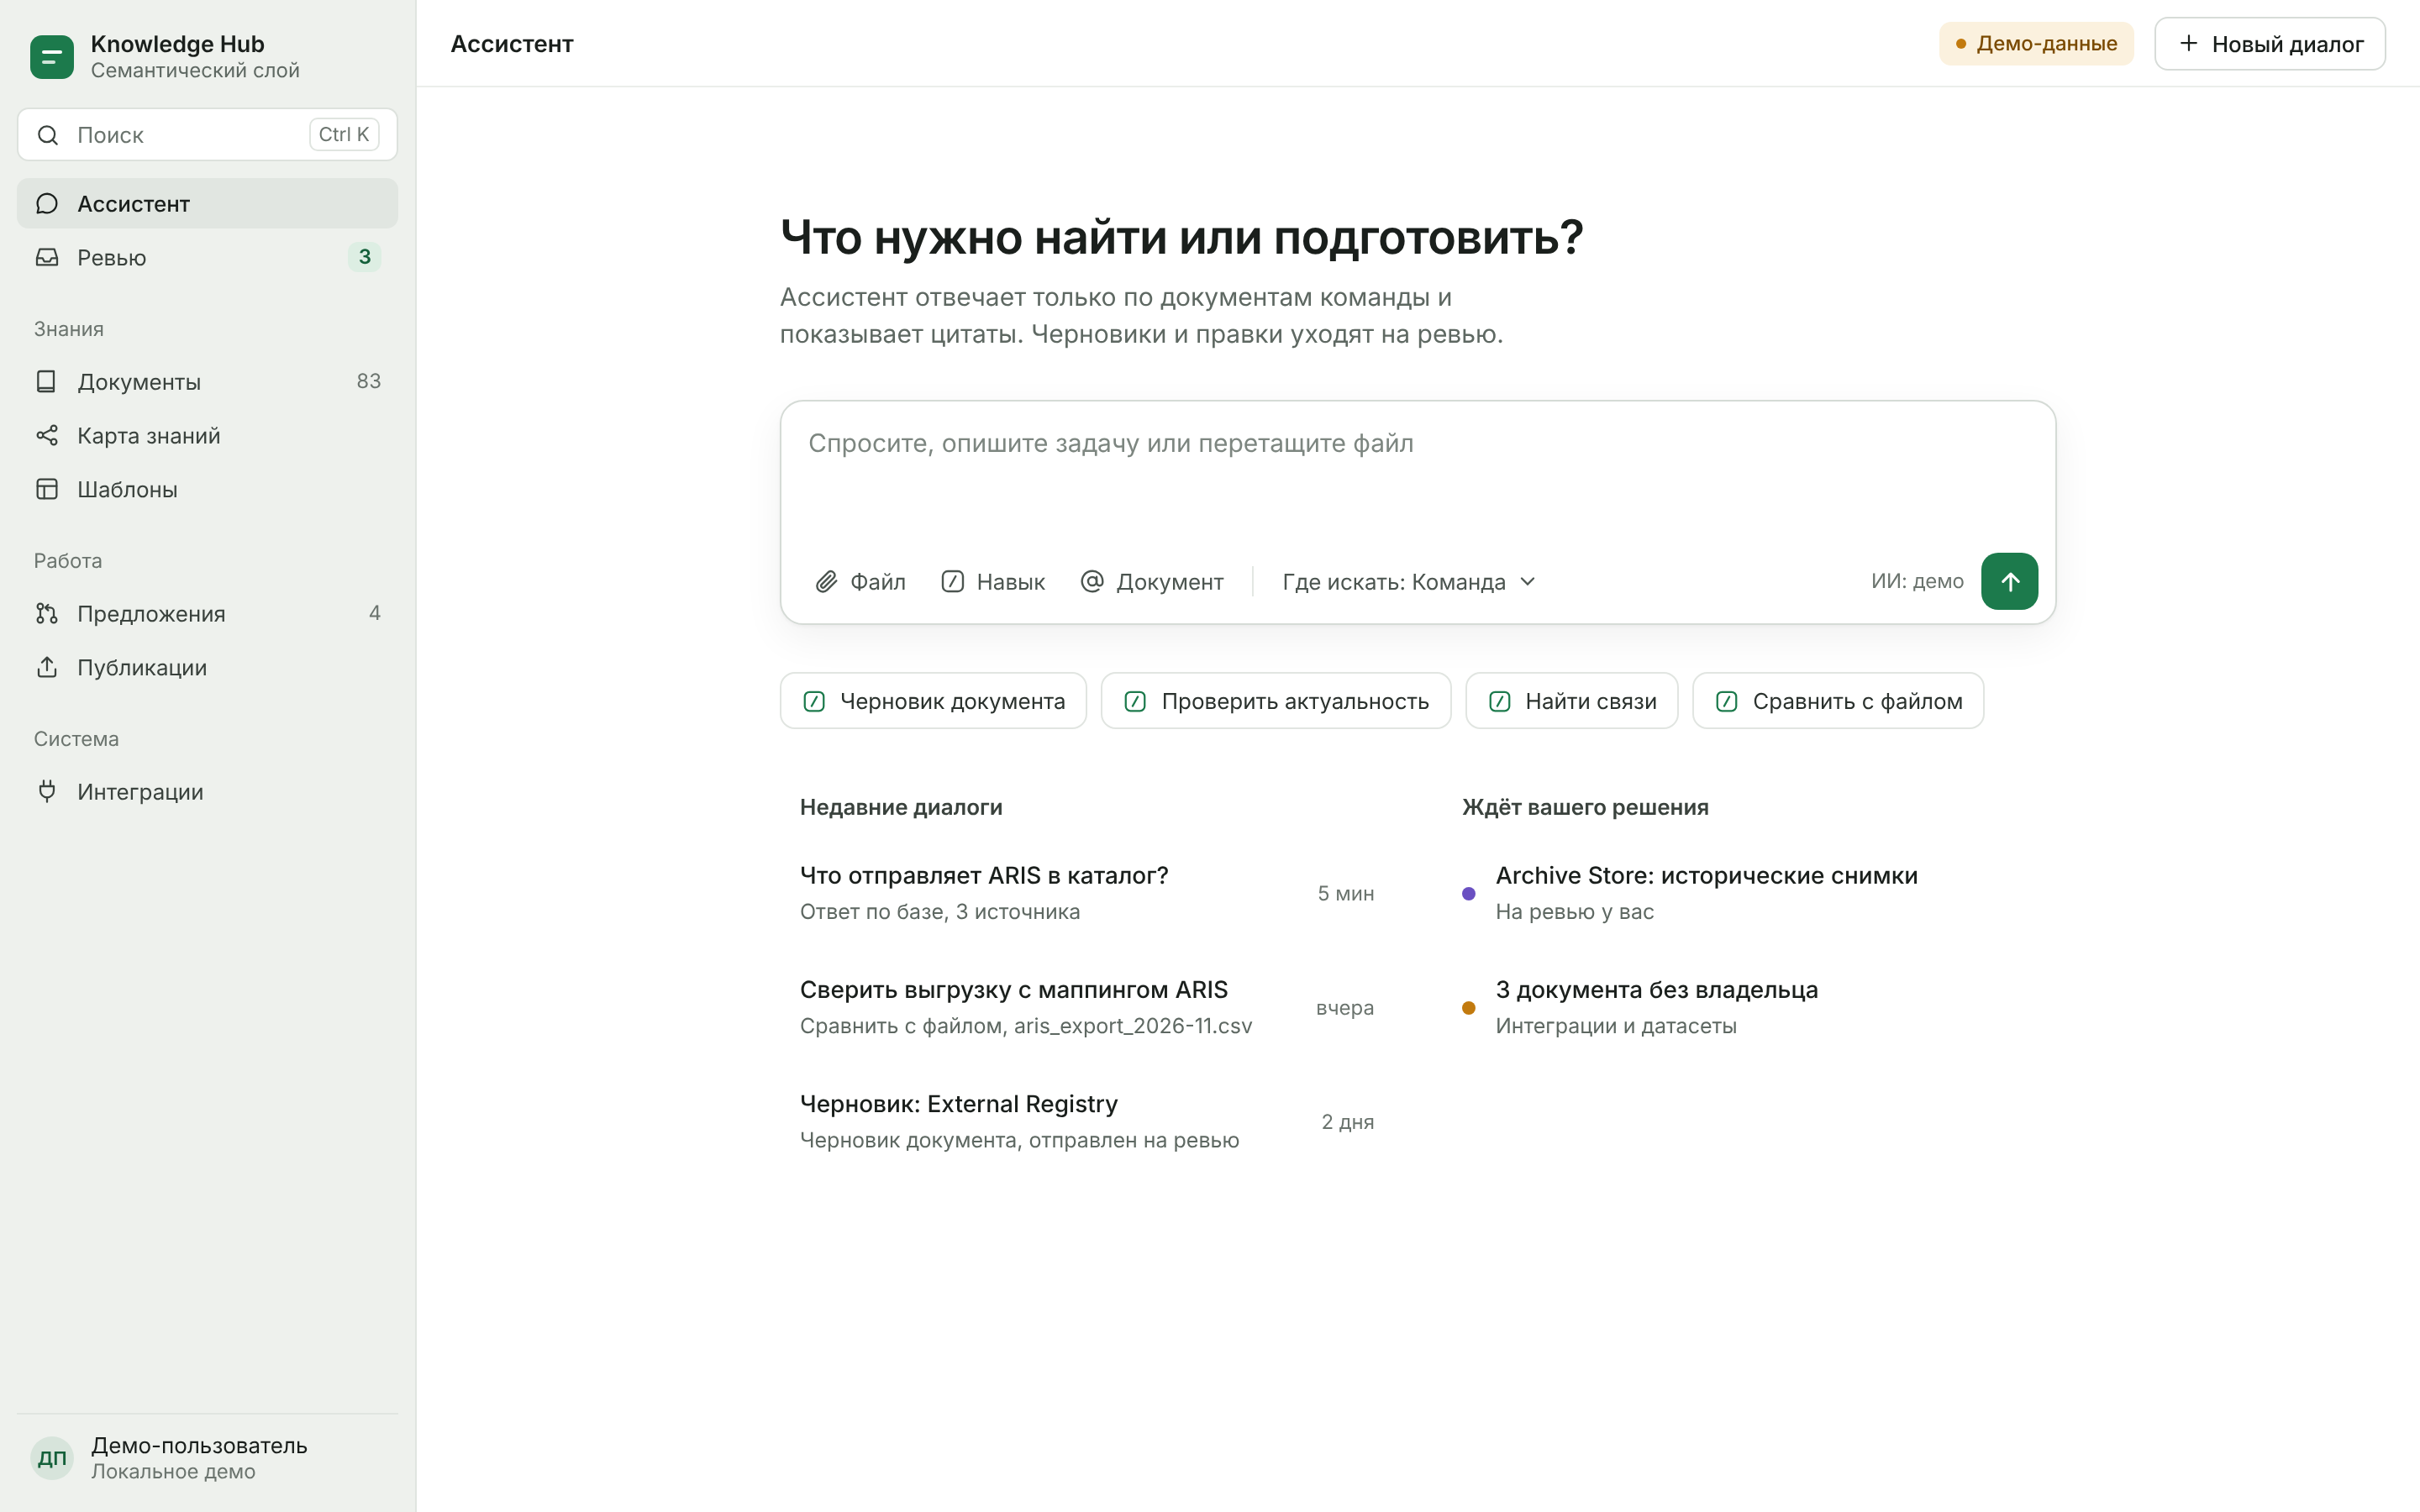 Knowledge Hub
Семантический слой
Поиск
Ctrl K
Ассистент
Ревью
3
Знания
Документы
83
Карта знаний
Шаблоны
Работа
Предложения
4
Публикации
Система
Интеграции
ДП
Демо-пользователь
Локальное демо
Ассистент
Демо-данные
Новый диалог
Что нужно найти или подготовить?
Ассистент отвечает только по документам команды и
показывает цитаты. Черновики и правки уходят на ревью.
Спросите, опишите задачу или перетащите файл
Файл
Навык
Документ
Где искать: Команда
ИИ: демо
Черновик документа
Проверить актуальность
Найти связи
Сравнить с файлом
Недавние диалоги
Что отправляет ARIS в каталог?
Ответ по базе, 3 источника
5 мин
Сверить выгрузку с маппингом ARIS
Сравнить с файлом, aris_export_2026-11.csv
вчера
Черновик: External Registry
Черновик документа, отправлен на ревью
2 дня
Ждёт вашего решения
Archive Store: исторические снимки
На ревью у вас
3 документа без владельца
Интеграции и датасеты